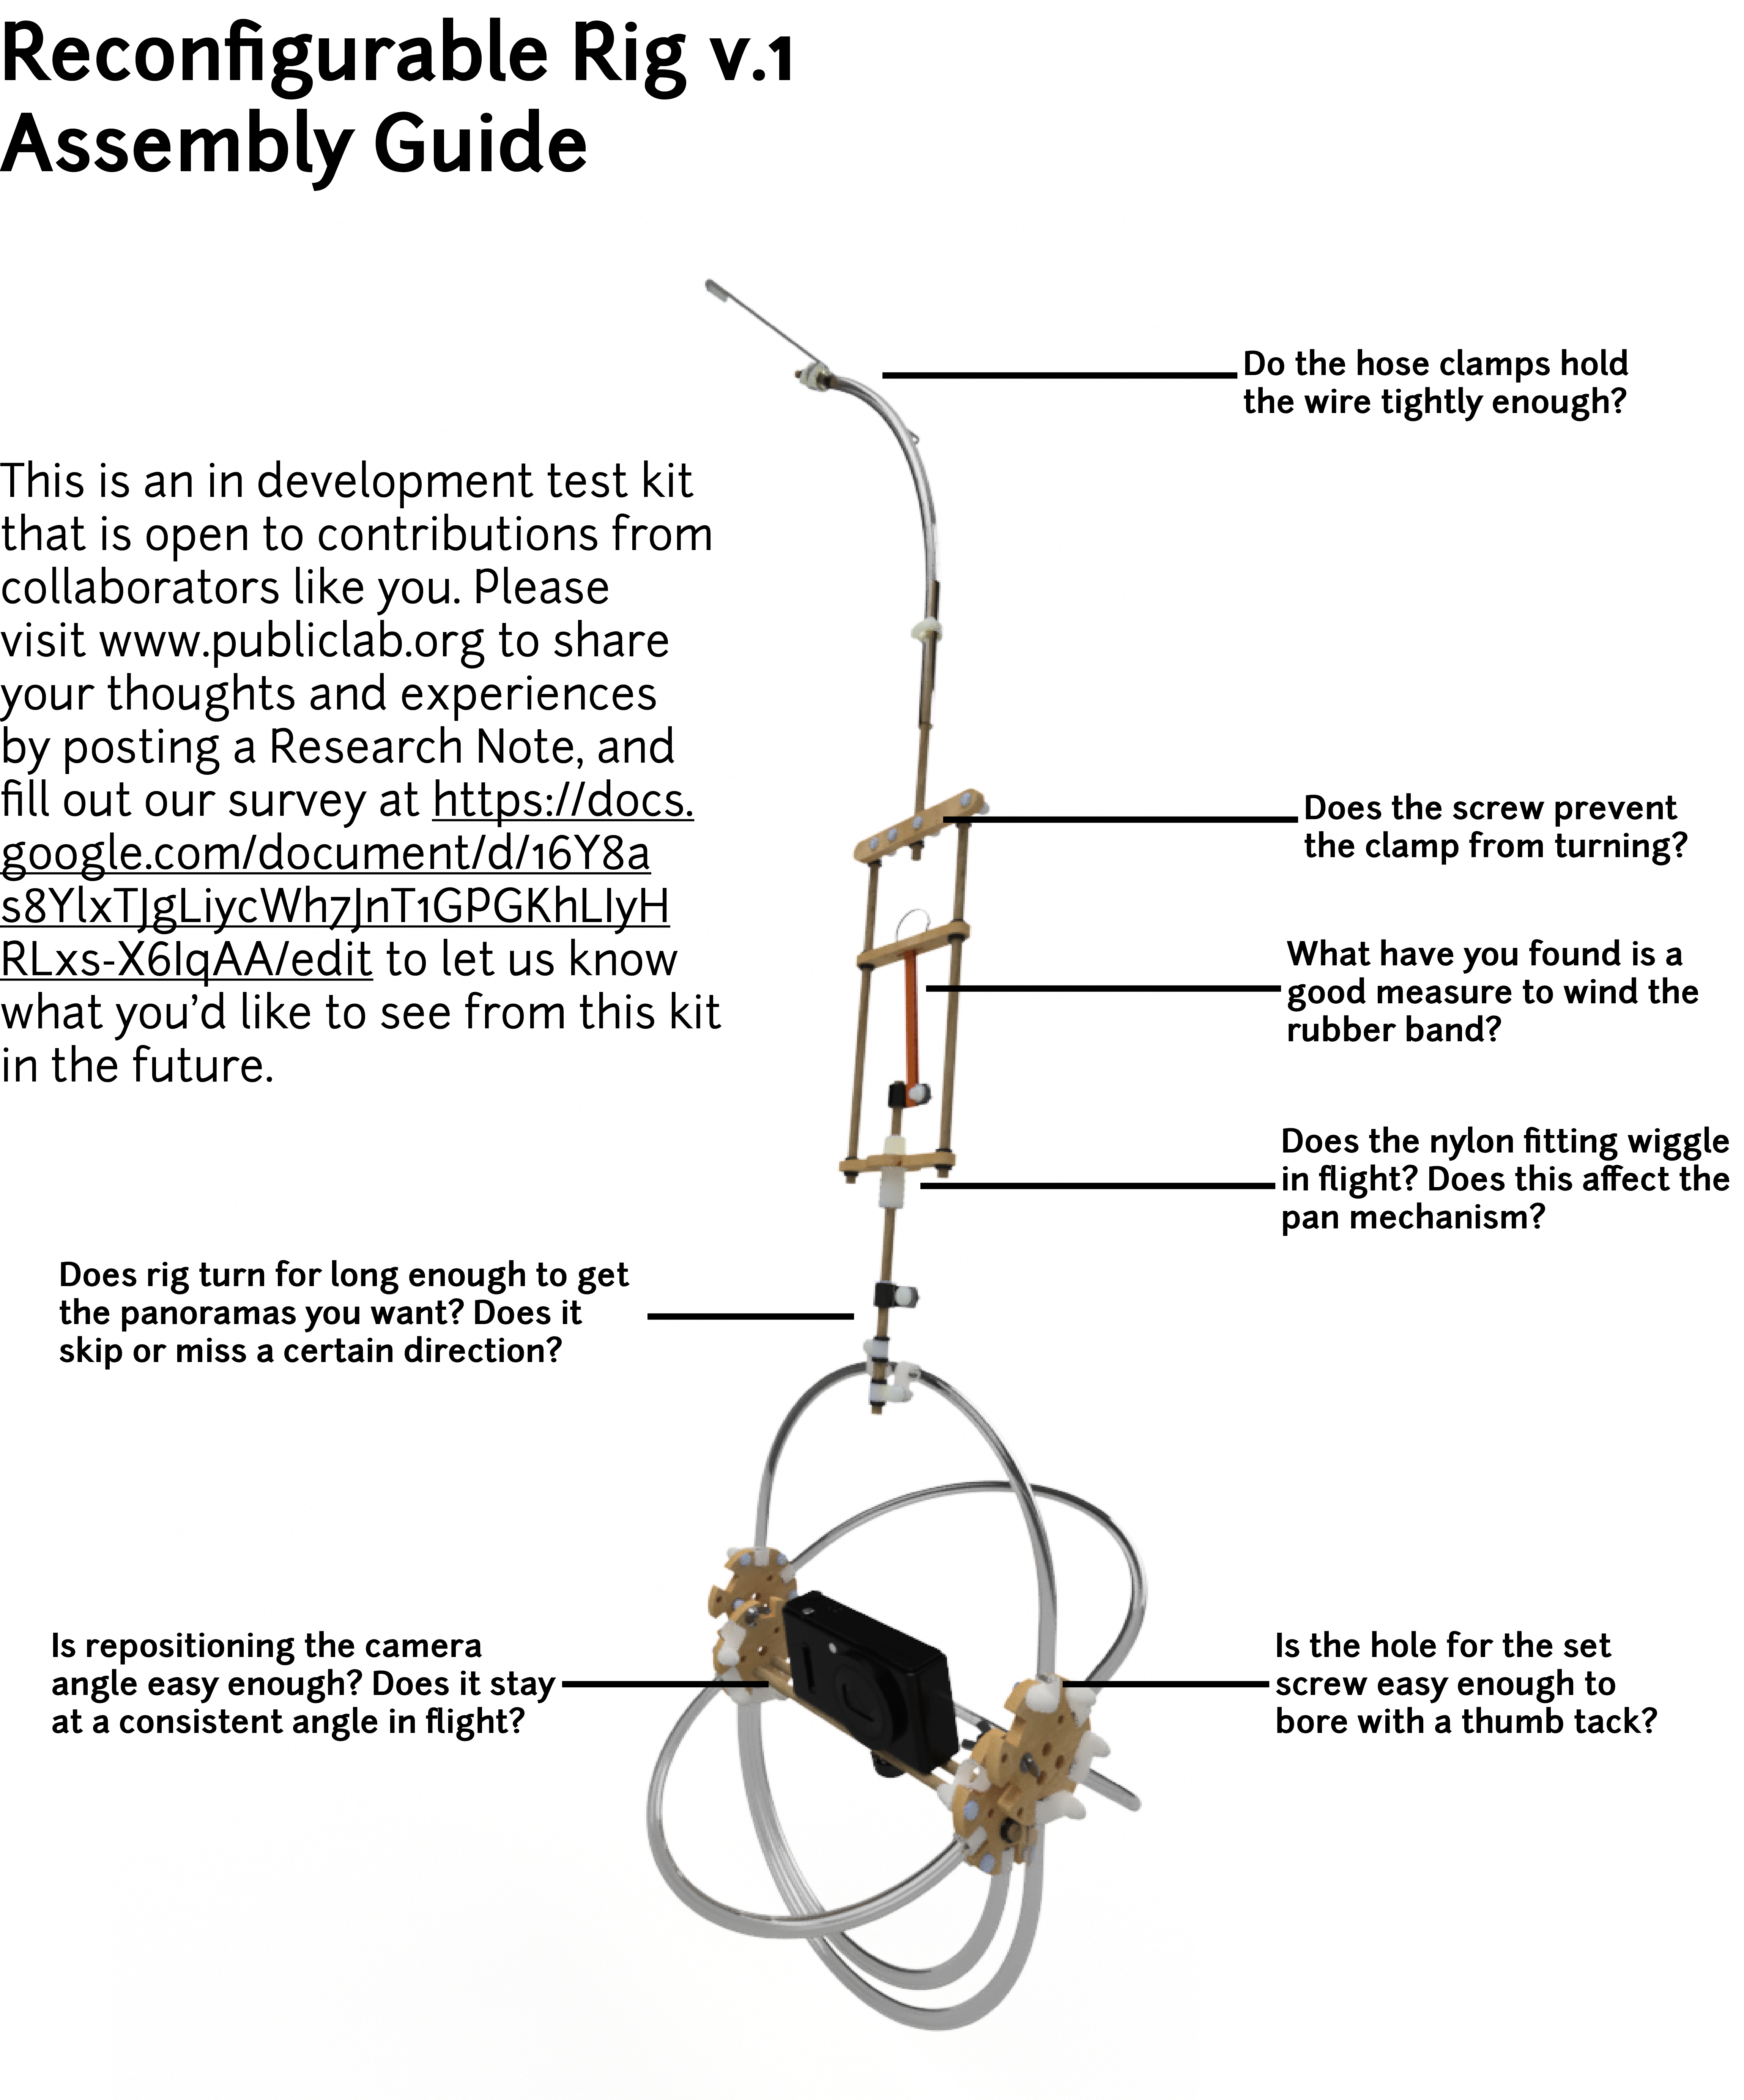 Reconfigurable Rig v.1
Assembly Guide
Do the hose clamps hold
the wire tightly enough?
This is an in development test kit
that is open to contributions from
collaborators like you. Please
visit www.publiclab.org to share
your thoughts and experiences
by posting a Research Note, and
fill out our survey at https://docs.
google.com/document/d/16Y8a
s8YlxTJgLiycWh7JnT1GPGKhLIyH
RLxs-X6IqAA/edit to let us know
what you'd like to see from this kit
in the future.
Does the screw prevent
the clamp from turning?
What have you found is a
good measure to wind the
rubber band?
Does the nylon fitting wiggle
in flight? Does this affect the
pan mechanism?
Does rig turn for long enough to get
the panoramas you want? Does it
skip or miss a certain direction?
Is repositioning the camera
angle easy enough? Does it stay
at a consistent angle in flight?
Is the hole for the set
screw easy enough to
bore with a thumb tack?